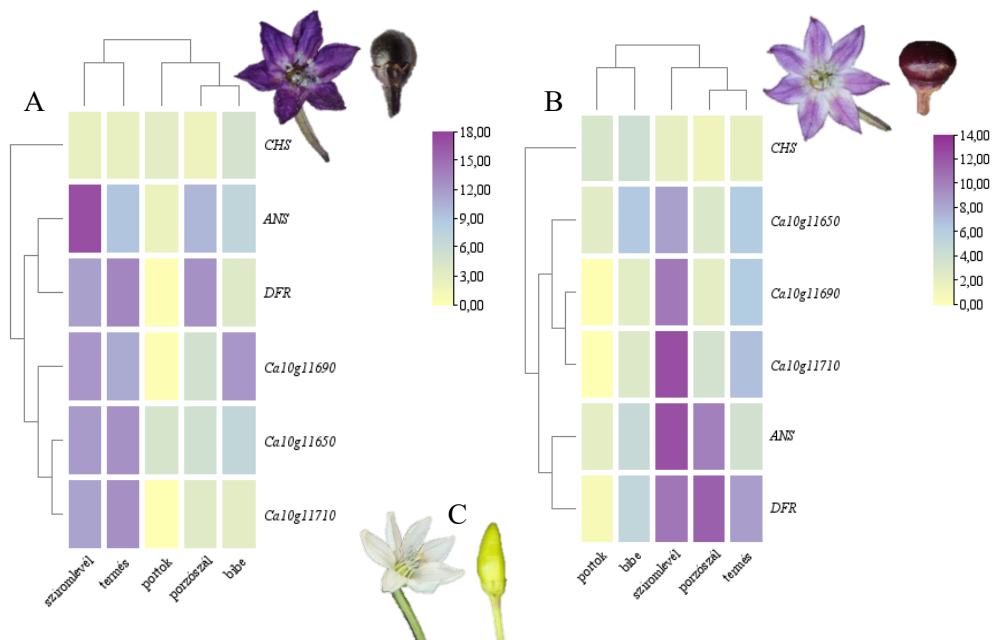 A
CHS
ANS
DFR
Ca10g11690
Ca10g11650
Ca10g11710
sziromlevél
termés
portok
porzószál
bibe
18,00
15,00
12,00
9,00
6,00
3,00
0,00
B
CHS
Ca10g11650
Ca10g11690
Ca10g11710
ANS
DFR
portok
bibe
sziromlevél
porzószál
termés
14,00
12,00
10,00
8,00
6,00
4,00
2,00
0,00
C